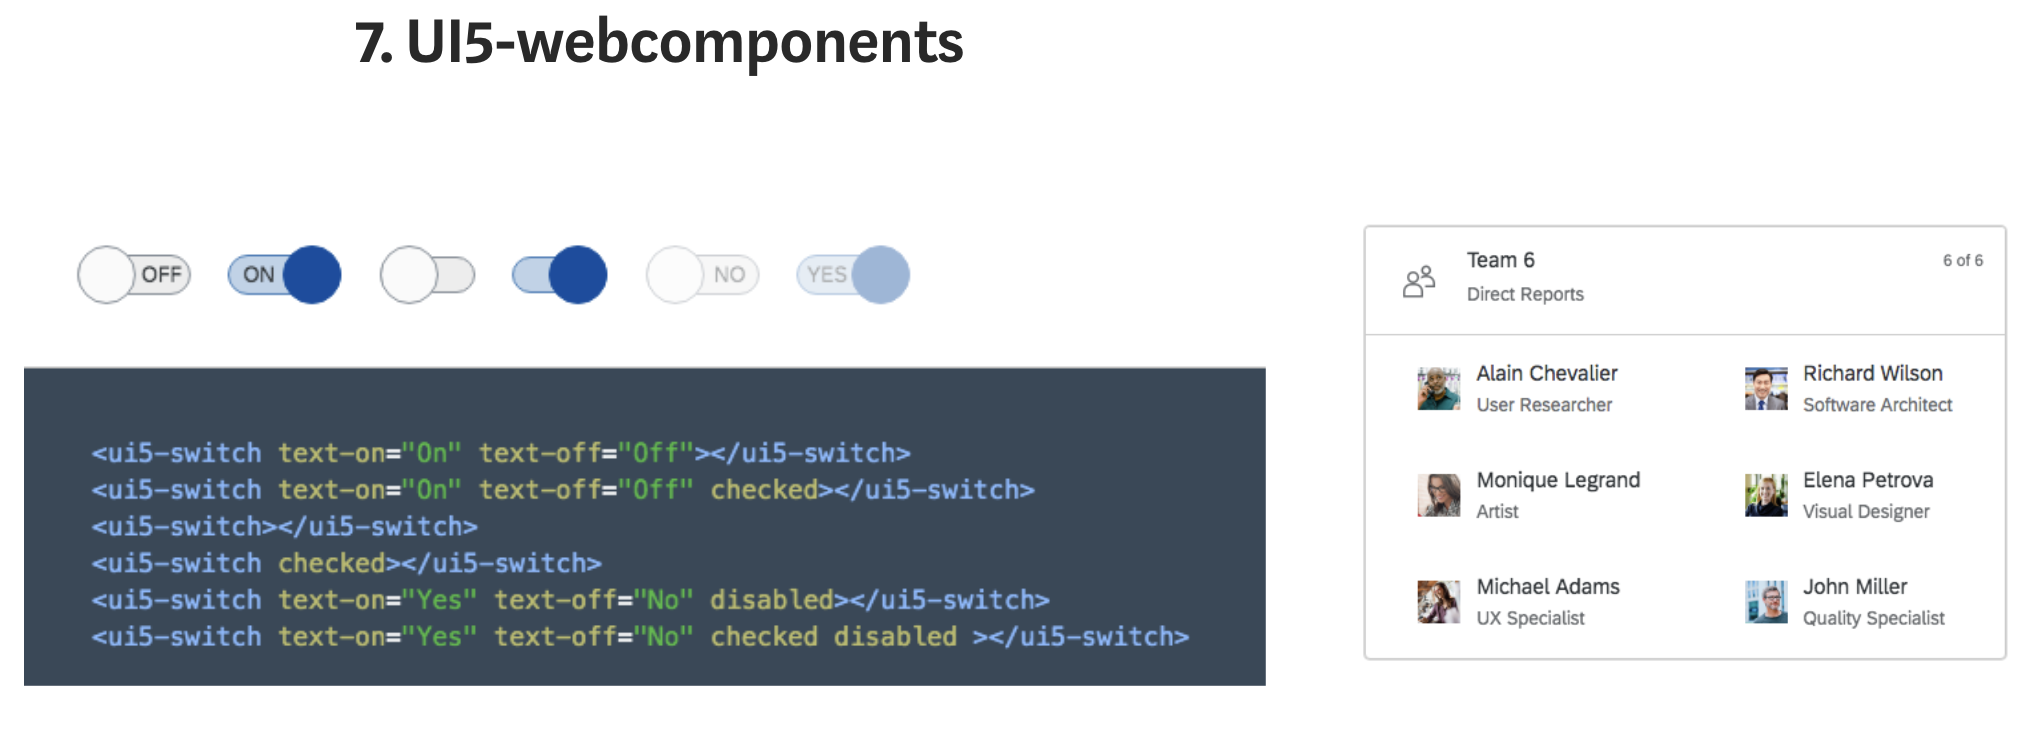 7. UI5-webcomponents
OFF
ON
NO
YES
<ui5-switch text-on="On" text-off="Off"></ui5-switch>
<ui5-switch text-on="On" text-off="Off" checked></ui5-switch>
<ui5-switch></ui5-switch>
<ui5-switch checked></ui5-switch>
<ui5-switch text-on="Yes" text-off="No" disabled></ui5-switch>
<ui5-switch text-on="Yes" text-off="No" checked disabled ></ui5-switch>
Team 6
6 of 6
Direct Reports
Alain Chevalier
User Researcher
Richard Wilson
Software Architect
Monique Legrand
Artist
Elena Petrova
Visual Designer
Michael Adams
UX Specialist
John Miller
Quality Specialist